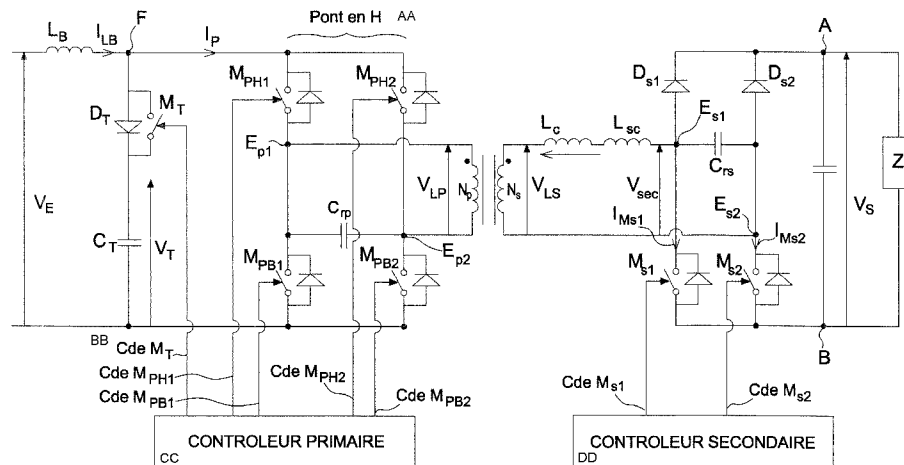 Pont en H AA
L_B
I_LB
F
I_P
A
M_PH1
M_PH2
D_s1
D_s2
D_T
M_T
E_s1
L_c
L_sc
E_p1
C_rs
Z
V_E
V_LP
N_p
N_s
V_LS
V_sec
V_S
C_rp
I_Ms1
E_s2
I_Ms2
C_T
V_T
E_p2
M_PB1
M_PB2
M_s1
M_s2
BB
B
Cde M_T
Cde M_PH1
Cde M_PH2
Cde M_PB1
Cde M_PB2
Cde M_s1
Cde M_s2
CONTROLEUR PRIMAIRE
CC
CONTROLEUR SECONDAIRE
DD